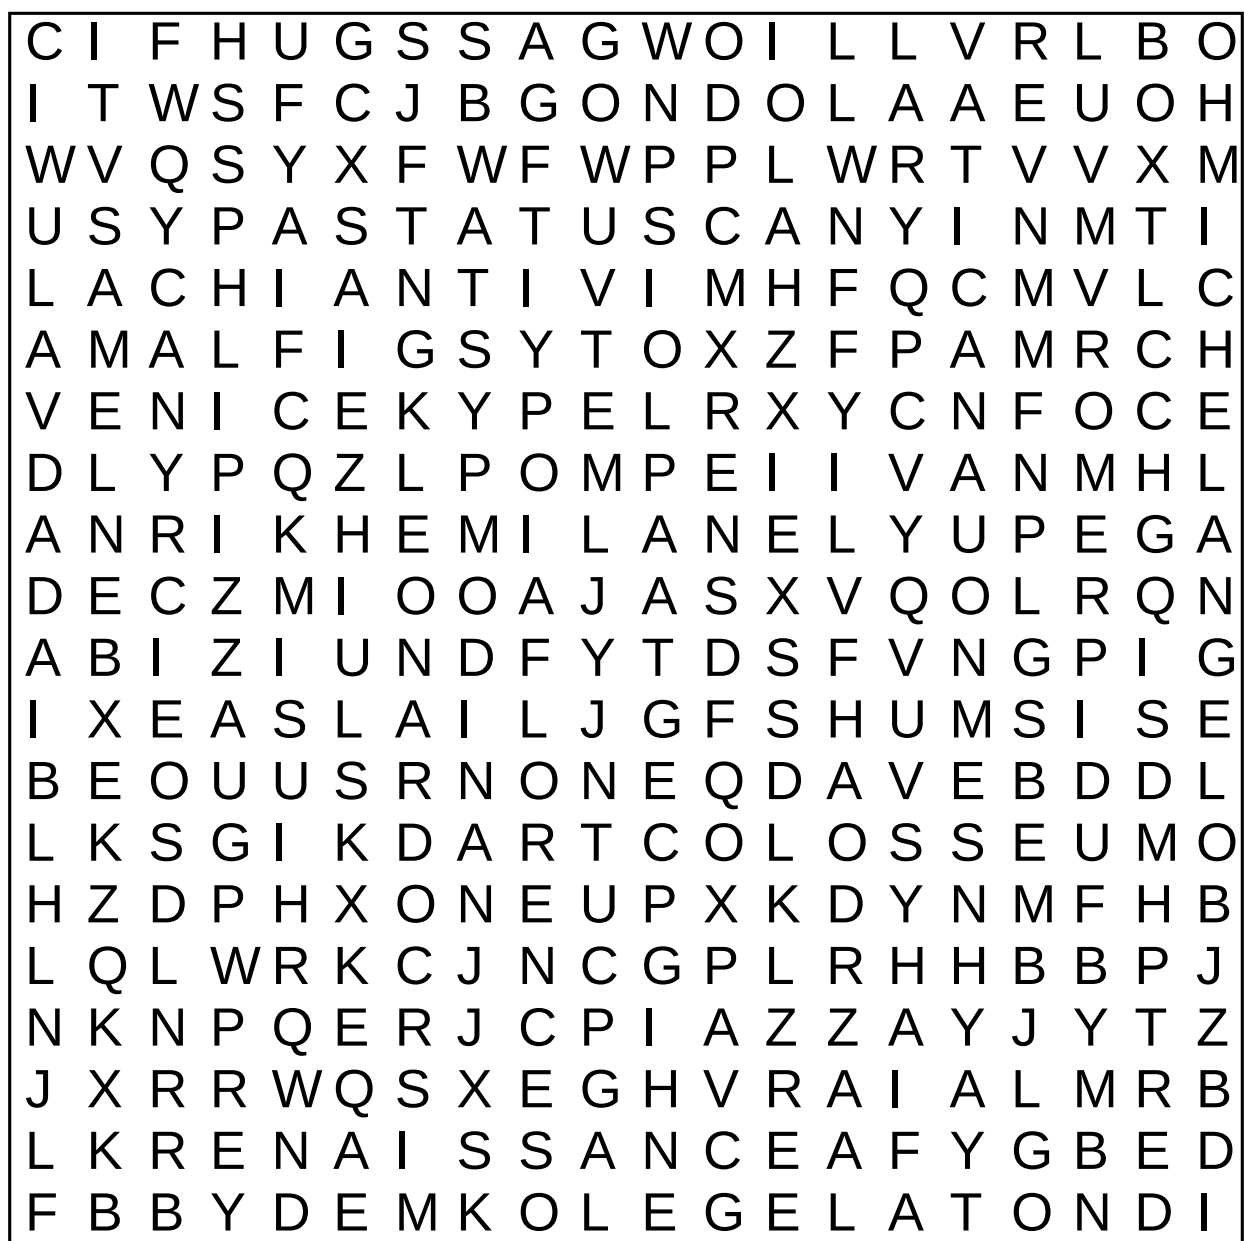 C I F H U G S S A G W O I L L V R L B O
I T W S F C J B G O N D O L A A E U O H
W V Q S Y X F W F W P P L W R T V V X M
U S Y P A S T A T U S C A N Y I N M T I
L A C H I A N T I V I M H F Q C M V L C
A M A L F I G S Y T O X Z F P A M R C H
V E N I C E K Y P E L R X Y C N F O C E
D L Y P Q Z L P O M P E I I V A N M H L
A N R I K H E M I L A N E L Y U P E G A
D E C Z M I O O A J A S X V Q O L R Q N
A B I Z I U N D F Y T D S F V N G P I G
I X E A S L A I L J G F S H U M S I S E
B E O U U S R N O N E Q D A V E B D D L
L K S G I K D A R T C O L O S S E U M O
H Z D P H X O N E U P X K D Y N M F H B
L Q L W R K C J N C G P L R H H B B P J
N K N P Q E R J C P I A Z Z A Y J Y T Z
J X R R W Q S X E G H V R A I A L M R B
L K R E N A I S S A N C E A F Y G B E D
F B B Y D E M K O L E G E L A T O N D I